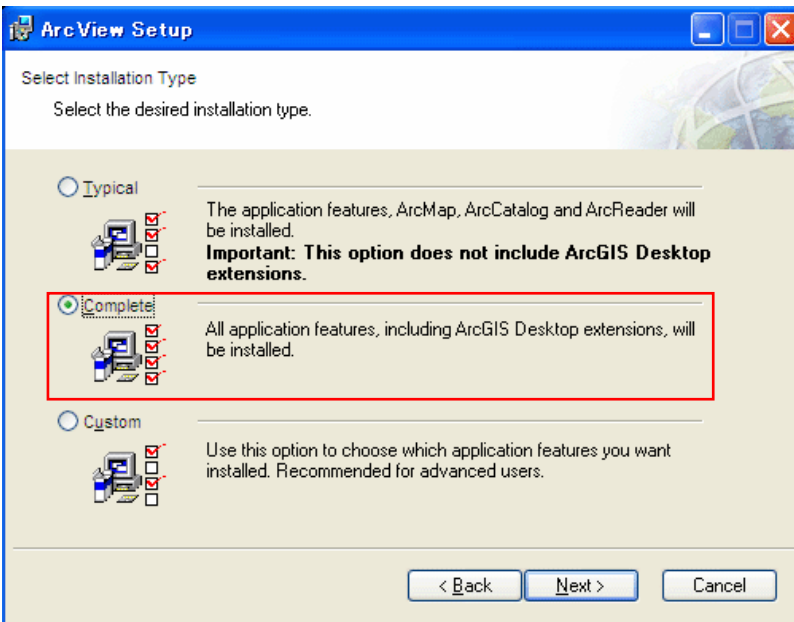 ArcView Setup
Select Installation Type
Select the desired installation type.
Typical
The application features, ArcMap, ArcCatalog and ArcReader will
be installed.
Important: This option does not include ArcGIS Desktop
extensions.
Complete
All application features, including ArcGIS Desktop extensions, will
be installed.
Custom
Use this option to choose which application features you want
installed. Recommended for advanced users.
< Back Next > Cancel